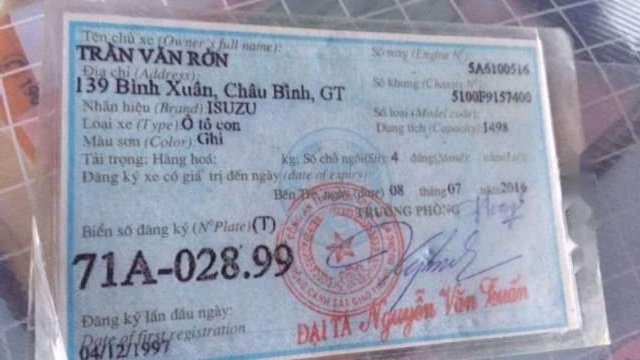 Tên chủ xe (Owner's full name):
TRẦN VĂN RỚN
Địa chỉ (Address):
139 Bình Xuân, Châu Bình, GT
Nhãn hiệu (Brand): ISUZU
Loại xe (Type): Ô tô con
Màu sơn (Color): Ghi
Tải trọng: Hàng hoá: kg; Số chỗ ngồi(Sit): 4 đứng(Stand):
Đăng ký xe có giá trị đến ngày (date of expiry):
Số máy (Engine N°):
5A6100516
Số khung (Chassis N°):
5100F9157400
Số loại (Model code):
Dung tích (Capacity): 1498
Bến Tre, ngày (date) 08 tháng 07 năm 2016
TRƯỞNG PHÒNG
Biển số đăng ký (N°Plate)(T)
71A-028.99
Đăng ký lần đầu ngày:
Date of first registration
04/12/1997
ĐẠI TÁ Nguyễn Văn Tuấn